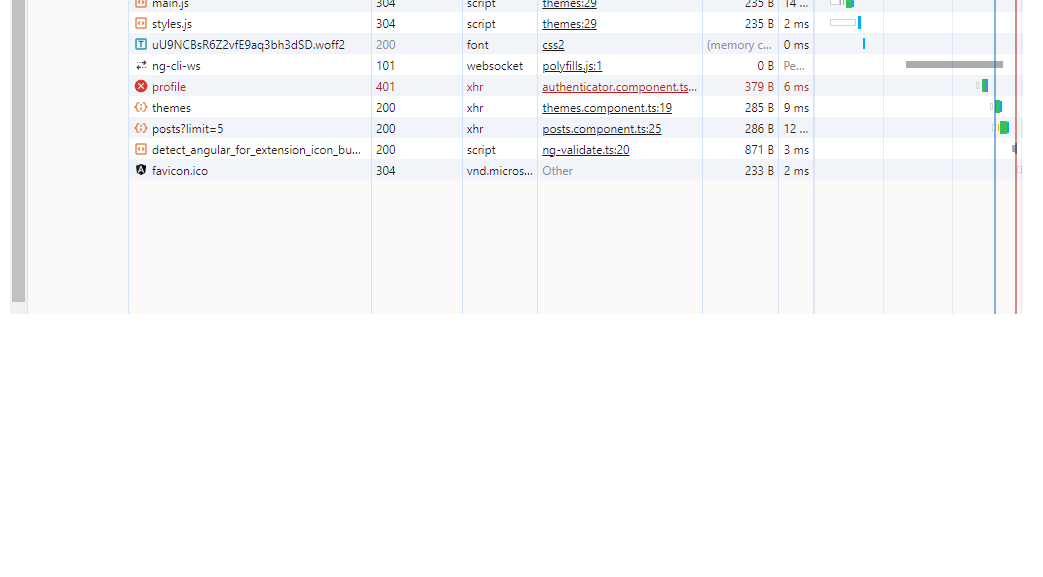 main.js 304 script themes:29 235 B 14 ...
styles.js 304 script themes:29 235 B 2 ms
uU9NCBsR6Z2vfE9aq3bh3dSD.woff2 200 font css2 (memory c... 0 ms
ng-cli-ws 101 websocket polyfills.js:1 0 B Pe...
profile 401 xhr authenticator.component.ts... 379 B 6 ms
themes 200 xhr themes.component.ts:19 285 B 9 ms
posts?limit=5 200 xhr posts.component.ts:25 286 B 12 ...
detect_angular_for_extension_icon_bu... 200 script ng-validate.ts:20 871 B 3 ms
favicon.ico 304 vnd.micros... Other 233 B 2 ms